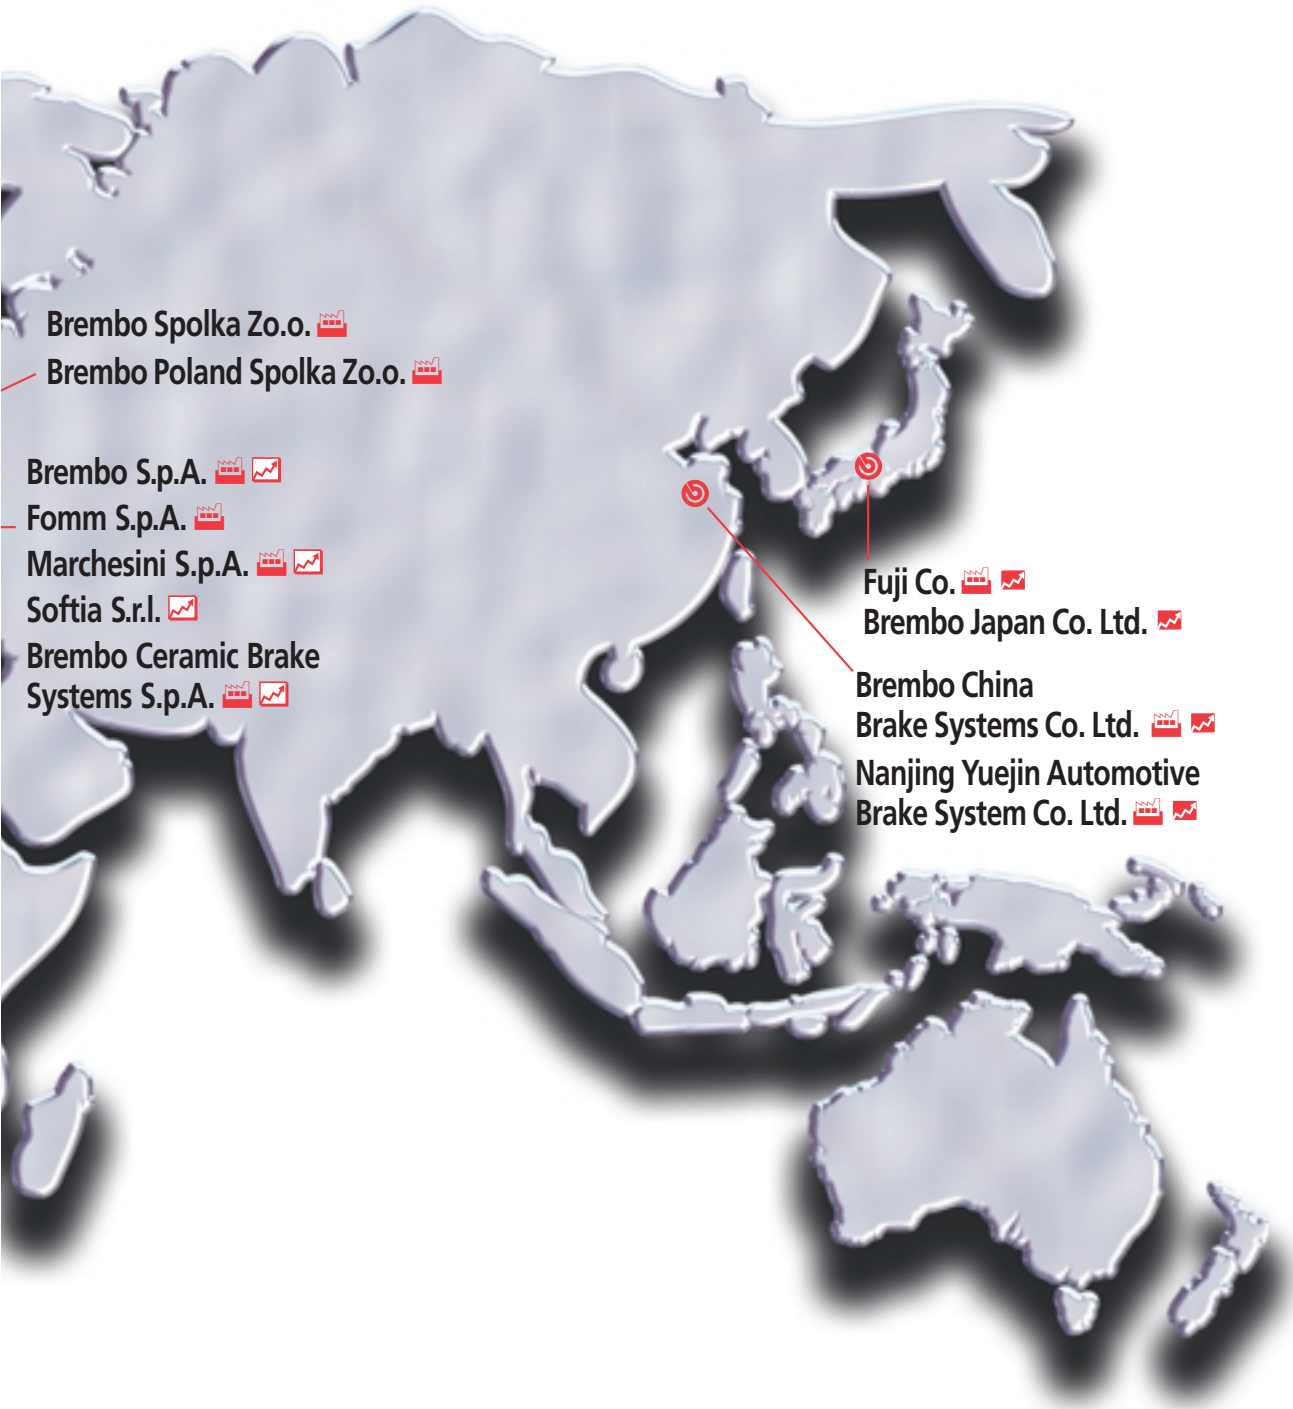 Brembo Spolka Zo.o.
Brembo Poland Spolka Zo.o.
Brembo S.p.A.
Fomm S.p.A.
Marchesini S.p.A.
Softia S.r.l.
Brembo Ceramic Brake
Systems S.p.A.
Fuji Co.
Brembo Japan Co. Ltd.
Brembo China
Brake Systems Co. Ltd.
Nanjing Yuejin Automotive
Brake System Co. Ltd.